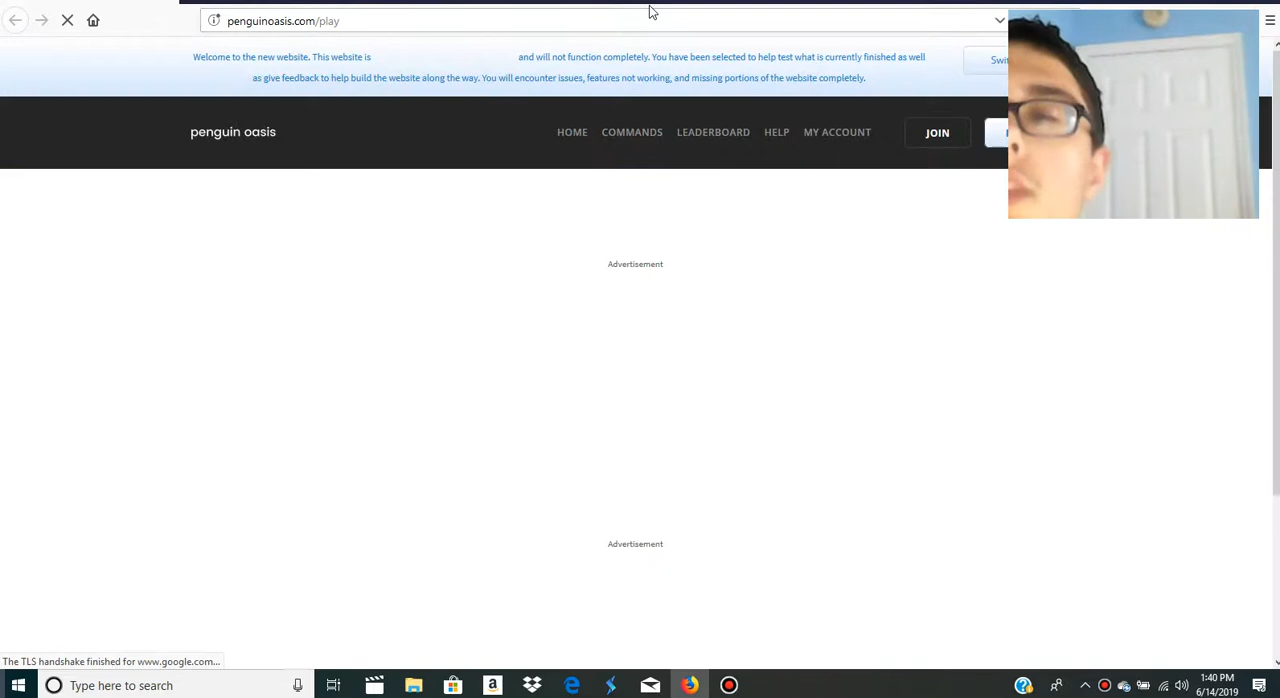 penguinoasis.com/play
Welcome to the new website. This website is and will not function completely. You have been selected to help test what is currently finished as well
as give feedback to help build the website along the way. You will encounter issues, features not working, and missing portions of the website completely.
penguin oasis
HOME COMMANDS LEADERBOARD HELP MY ACCOUNT JOIN
Advertisement
Advertisement
The TLS handshake finished for www.google.com...
Type here to search
1:40 PM
6/14/2019